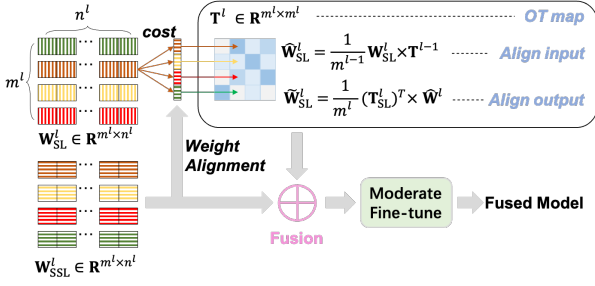 n^l
cost
T^l ∈ R^{m^l×m^l} OT map
m^l
Ŵ^l_SL = 1/m^{l−1} W^l_SL×T^{l−1} Align input
W̃^l_SL = 1/m^l (T^l_SL)^T × Ŵ^l Align output
W^l_SL ∈ R^{m^l×n^l}
Weight
Alignment
Fusion
Moderate
Fine-tune
Fused Model
W^l_SSL ∈ R^{m^l×n^l}